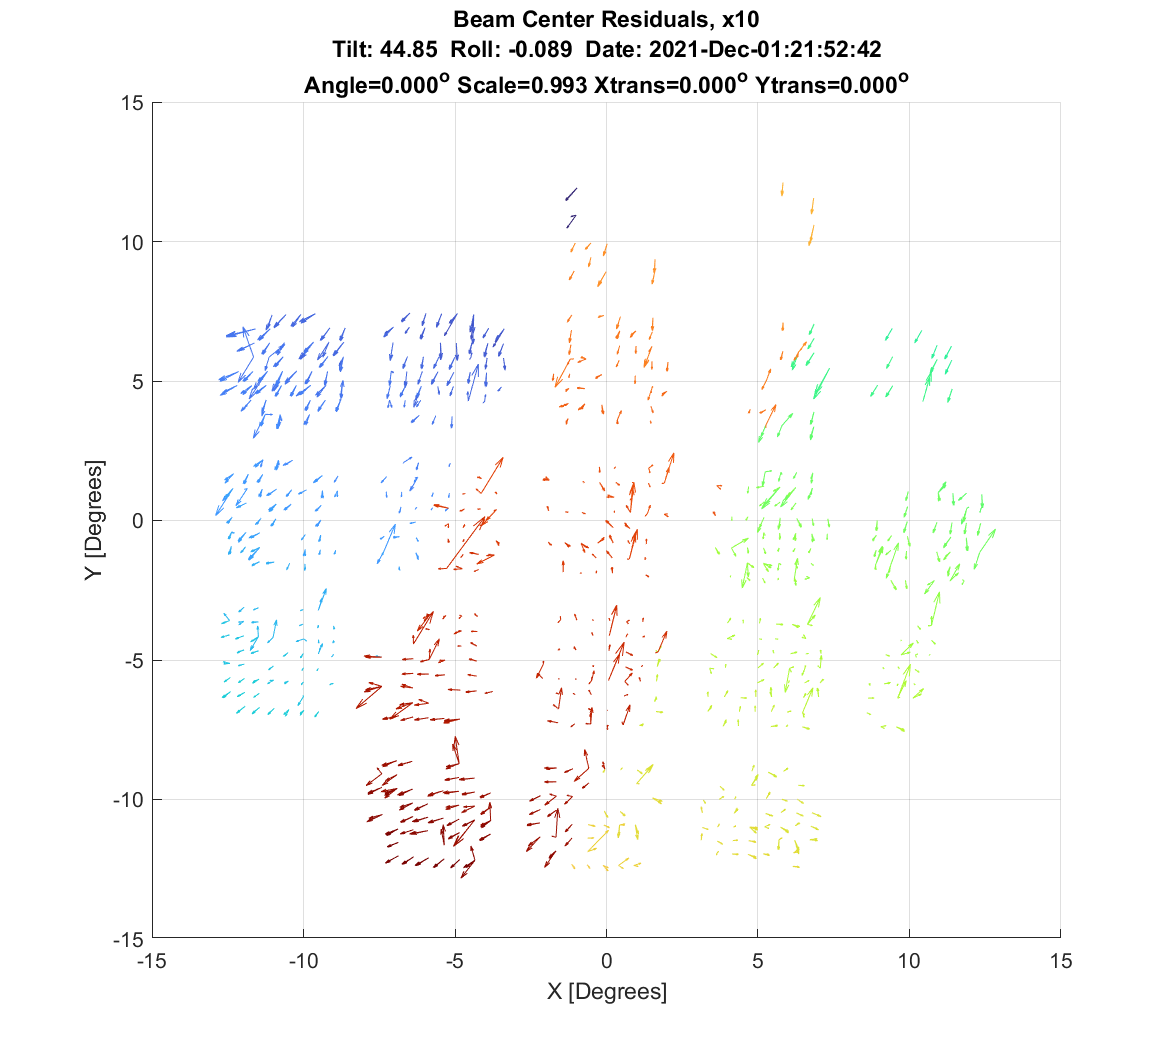 Beam Center Residuals, x10
Tilt: 44.85 Roll: -0.089 Date: 2021-Dec-01:21:52:42
Angle=0.000° Scale=0.993 Xtrans=0.000° Ytrans=0.000°
15
10
5
0
-5
-10
-15
Y [Degrees]
-15 -10 -5 0 5 10 15
X [Degrees]